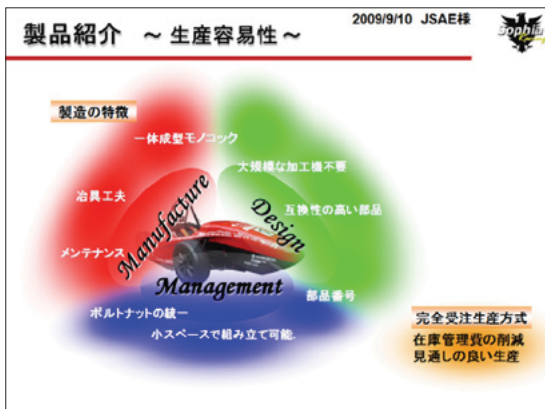 製品紹介 ~生産容易性~
2009/9/10 JSAE様
Sophia
Racing
製造の特徴
一体成型モノコック
大規模な加工機不要
冶具工夫
互換性の高い部品
メンテナンス
Manufacture
Design
Management
部品番号
ボルトナットの統一
小スペースで組み立て可能.
完全受注生産方式
在庫管理費の削減
見通しの良い生産